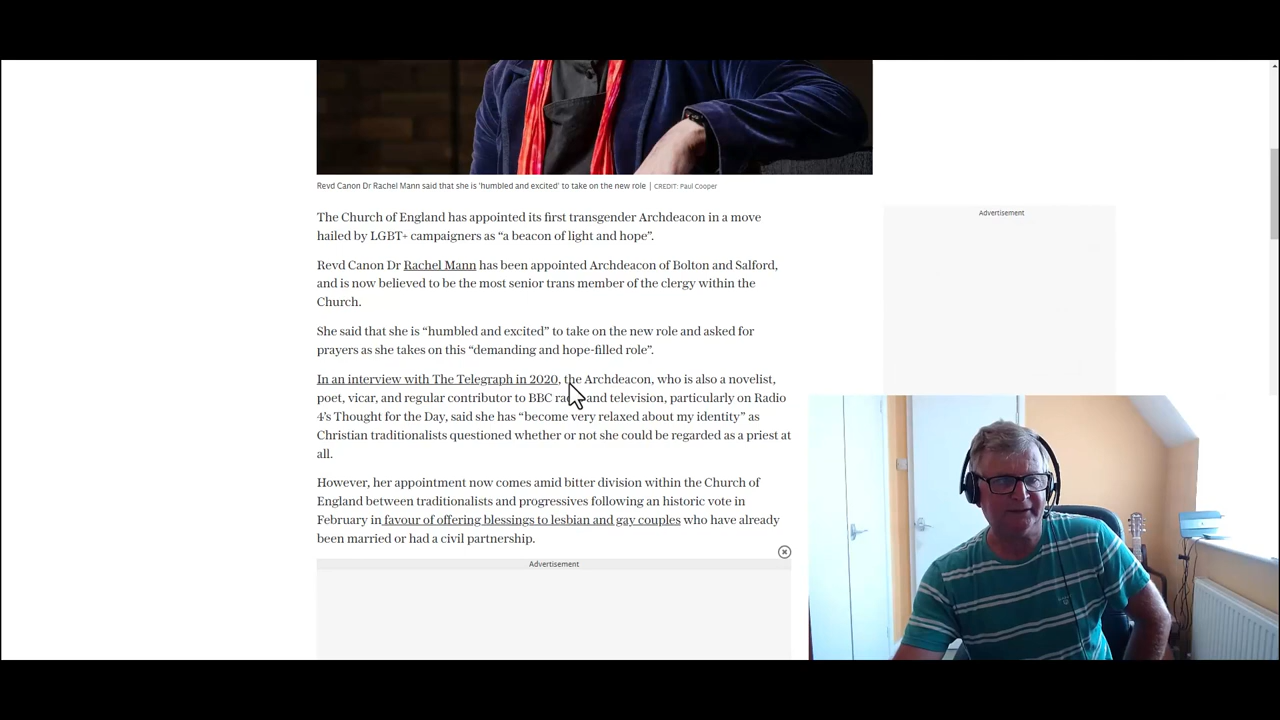 Revd Canon Dr Rachel Mann said that she is 'humbled and excited' to take on the new role | CREDIT: Paul Cooper
The Church of England has appointed its first transgender Archdeacon in a move
hailed by LGBT+ campaigners as “a beacon of light and hope”.
Advertisement
Revd Canon Dr Rachel Mann has been appointed Archdeacon of Bolton and Salford,
and is now believed to be the most senior trans member of the clergy within the
Church.
She said that she is “humbled and excited” to take on the new role and asked for
prayers as she takes on this “demanding and hope-filled role”.
In an interview with The Telegraph in 2020, the Archdeacon, who is also a novelist,
poet, vicar, and regular contributor to BBC and television, particularly on Radio
4’s Thought for the Day, said she has “become very relaxed about my identity” as
Christian traditionalists questioned whether or not she could be regarded as a priest at
all.
However, her appointment now comes amid bitter division within the Church of
England between traditionalists and progressives following an historic vote in
February in favour of offering blessings to lesbian and gay couples who have already
been married or had a civil partnership.
Advertisement